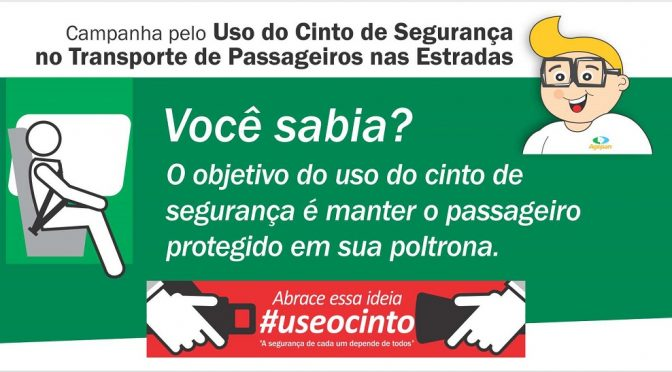 Campanha pelo Uso do Cinto de Segurança
no Transporte de Passageiros nas Estradas
Você sabia?
O objetivo do uso do cinto de
segurança é manter o passageiro
protegido em sua poltrona.
Abrace essa ideia
#useocinto
"A segurança de cada um depende de todos"